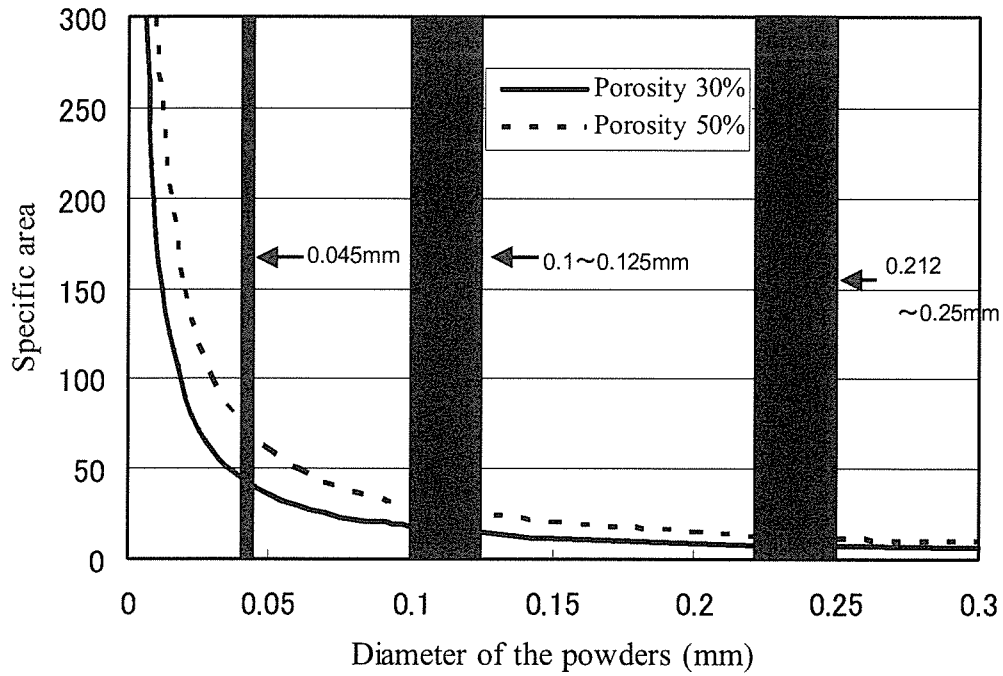 300
250
200
150
100
50
0
Specific area
Porosity 30%
Porosity 50%
0.045mm
0.1～0.125mm
0.212
～0.25mm
0 0.05 0.1 0.15 0.2 0.25 0.3
Diameter of the powders (mm)